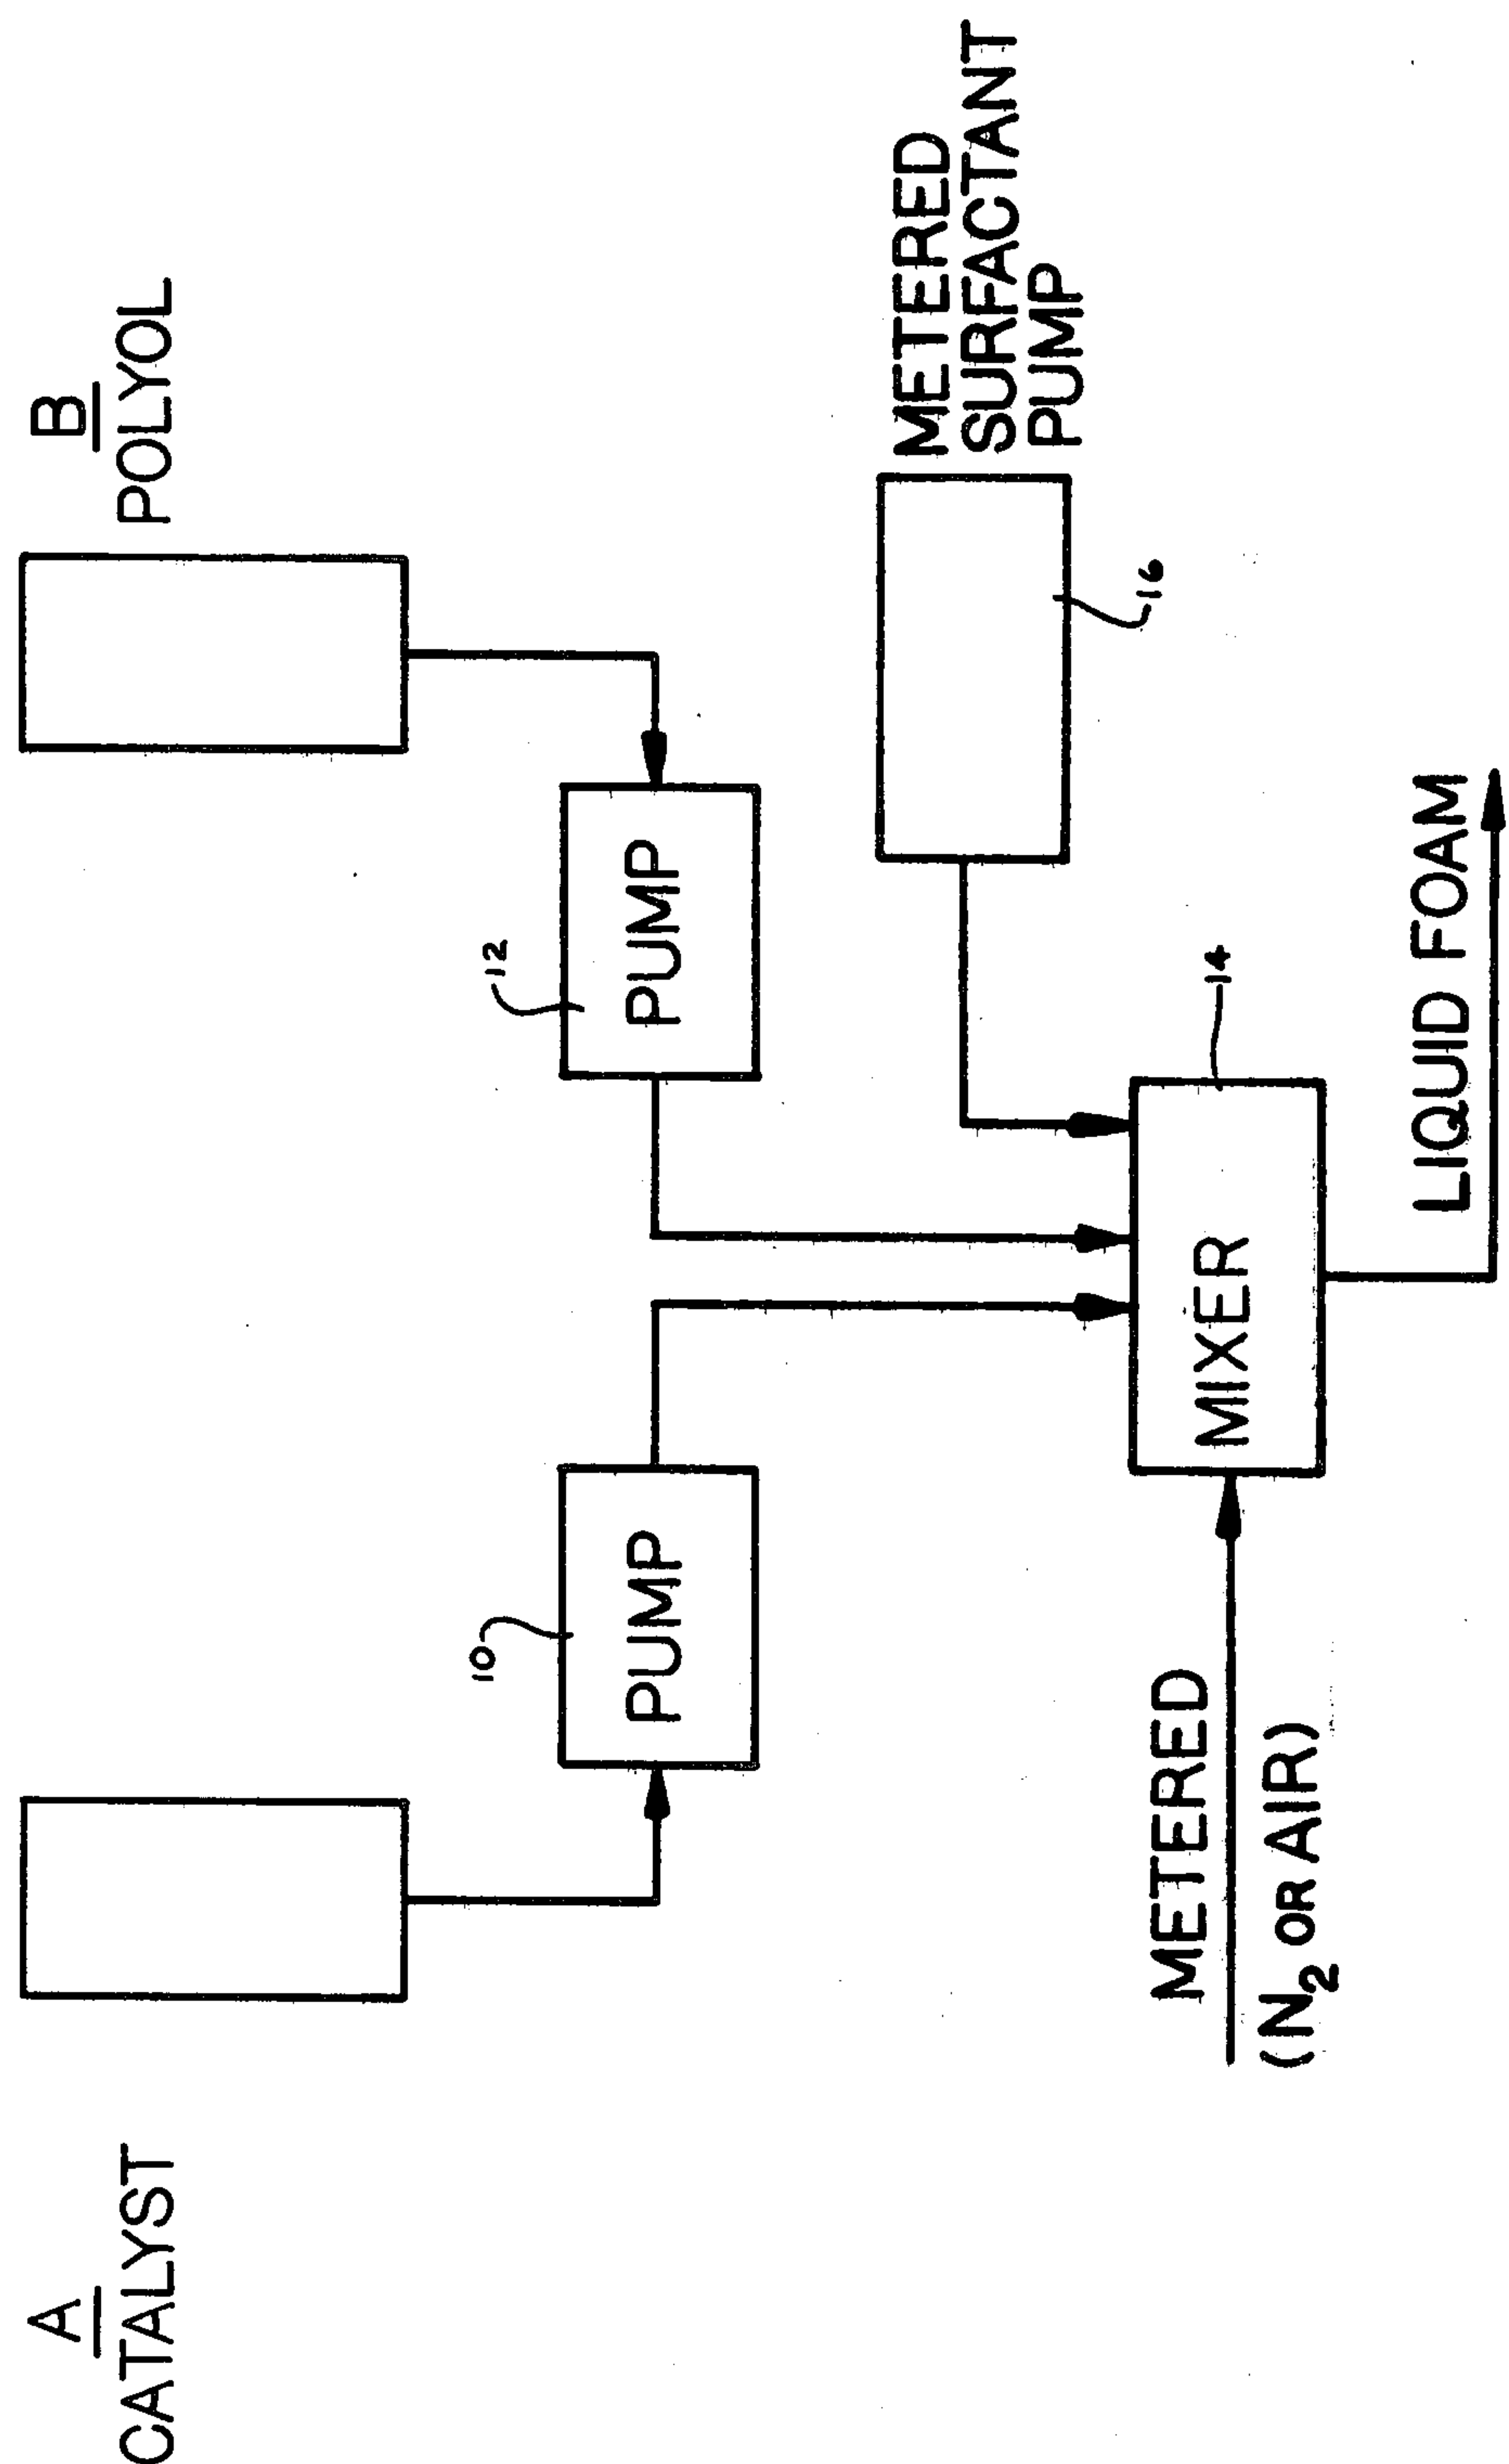 A
CATALYST
B
POLYOL
10
PUMP
12
PUMP
METERED
SURFACTANT
PUMP
16
14
MIXER
METERED
(N₂ OR AIR)
LIQUID FOAM